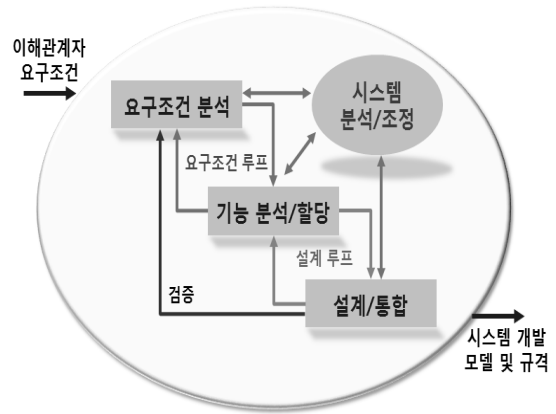 이해관계자
요구조건
요구조건 분석
시스템
분석/조정
요구조건 루프
기능 분석/할당
설계 루프
검증
설계/통합
시스템 개발
모델 및 규격